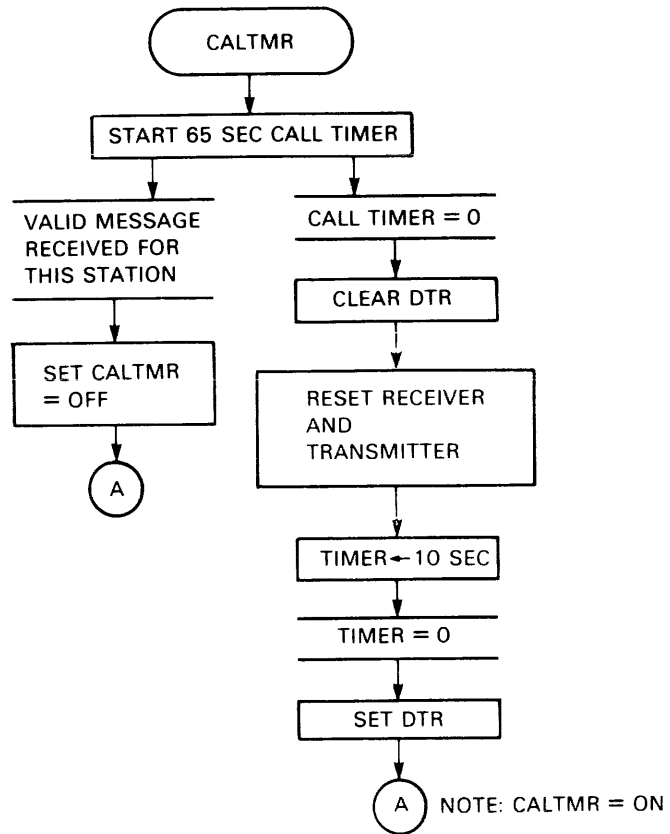 CALTMR
START 65 SEC CALL TIMER
VALID MESSAGE
RECEIVED FOR
THIS STATION
SET CALTMR
= OFF
A
CALL TIMER = 0
CLEAR DTR
RESET RECEIVER
AND
TRANSMITTER
TIMER ← 10 SEC
TIMER = 0
SET DTR
A NOTE: CALTMR = ON